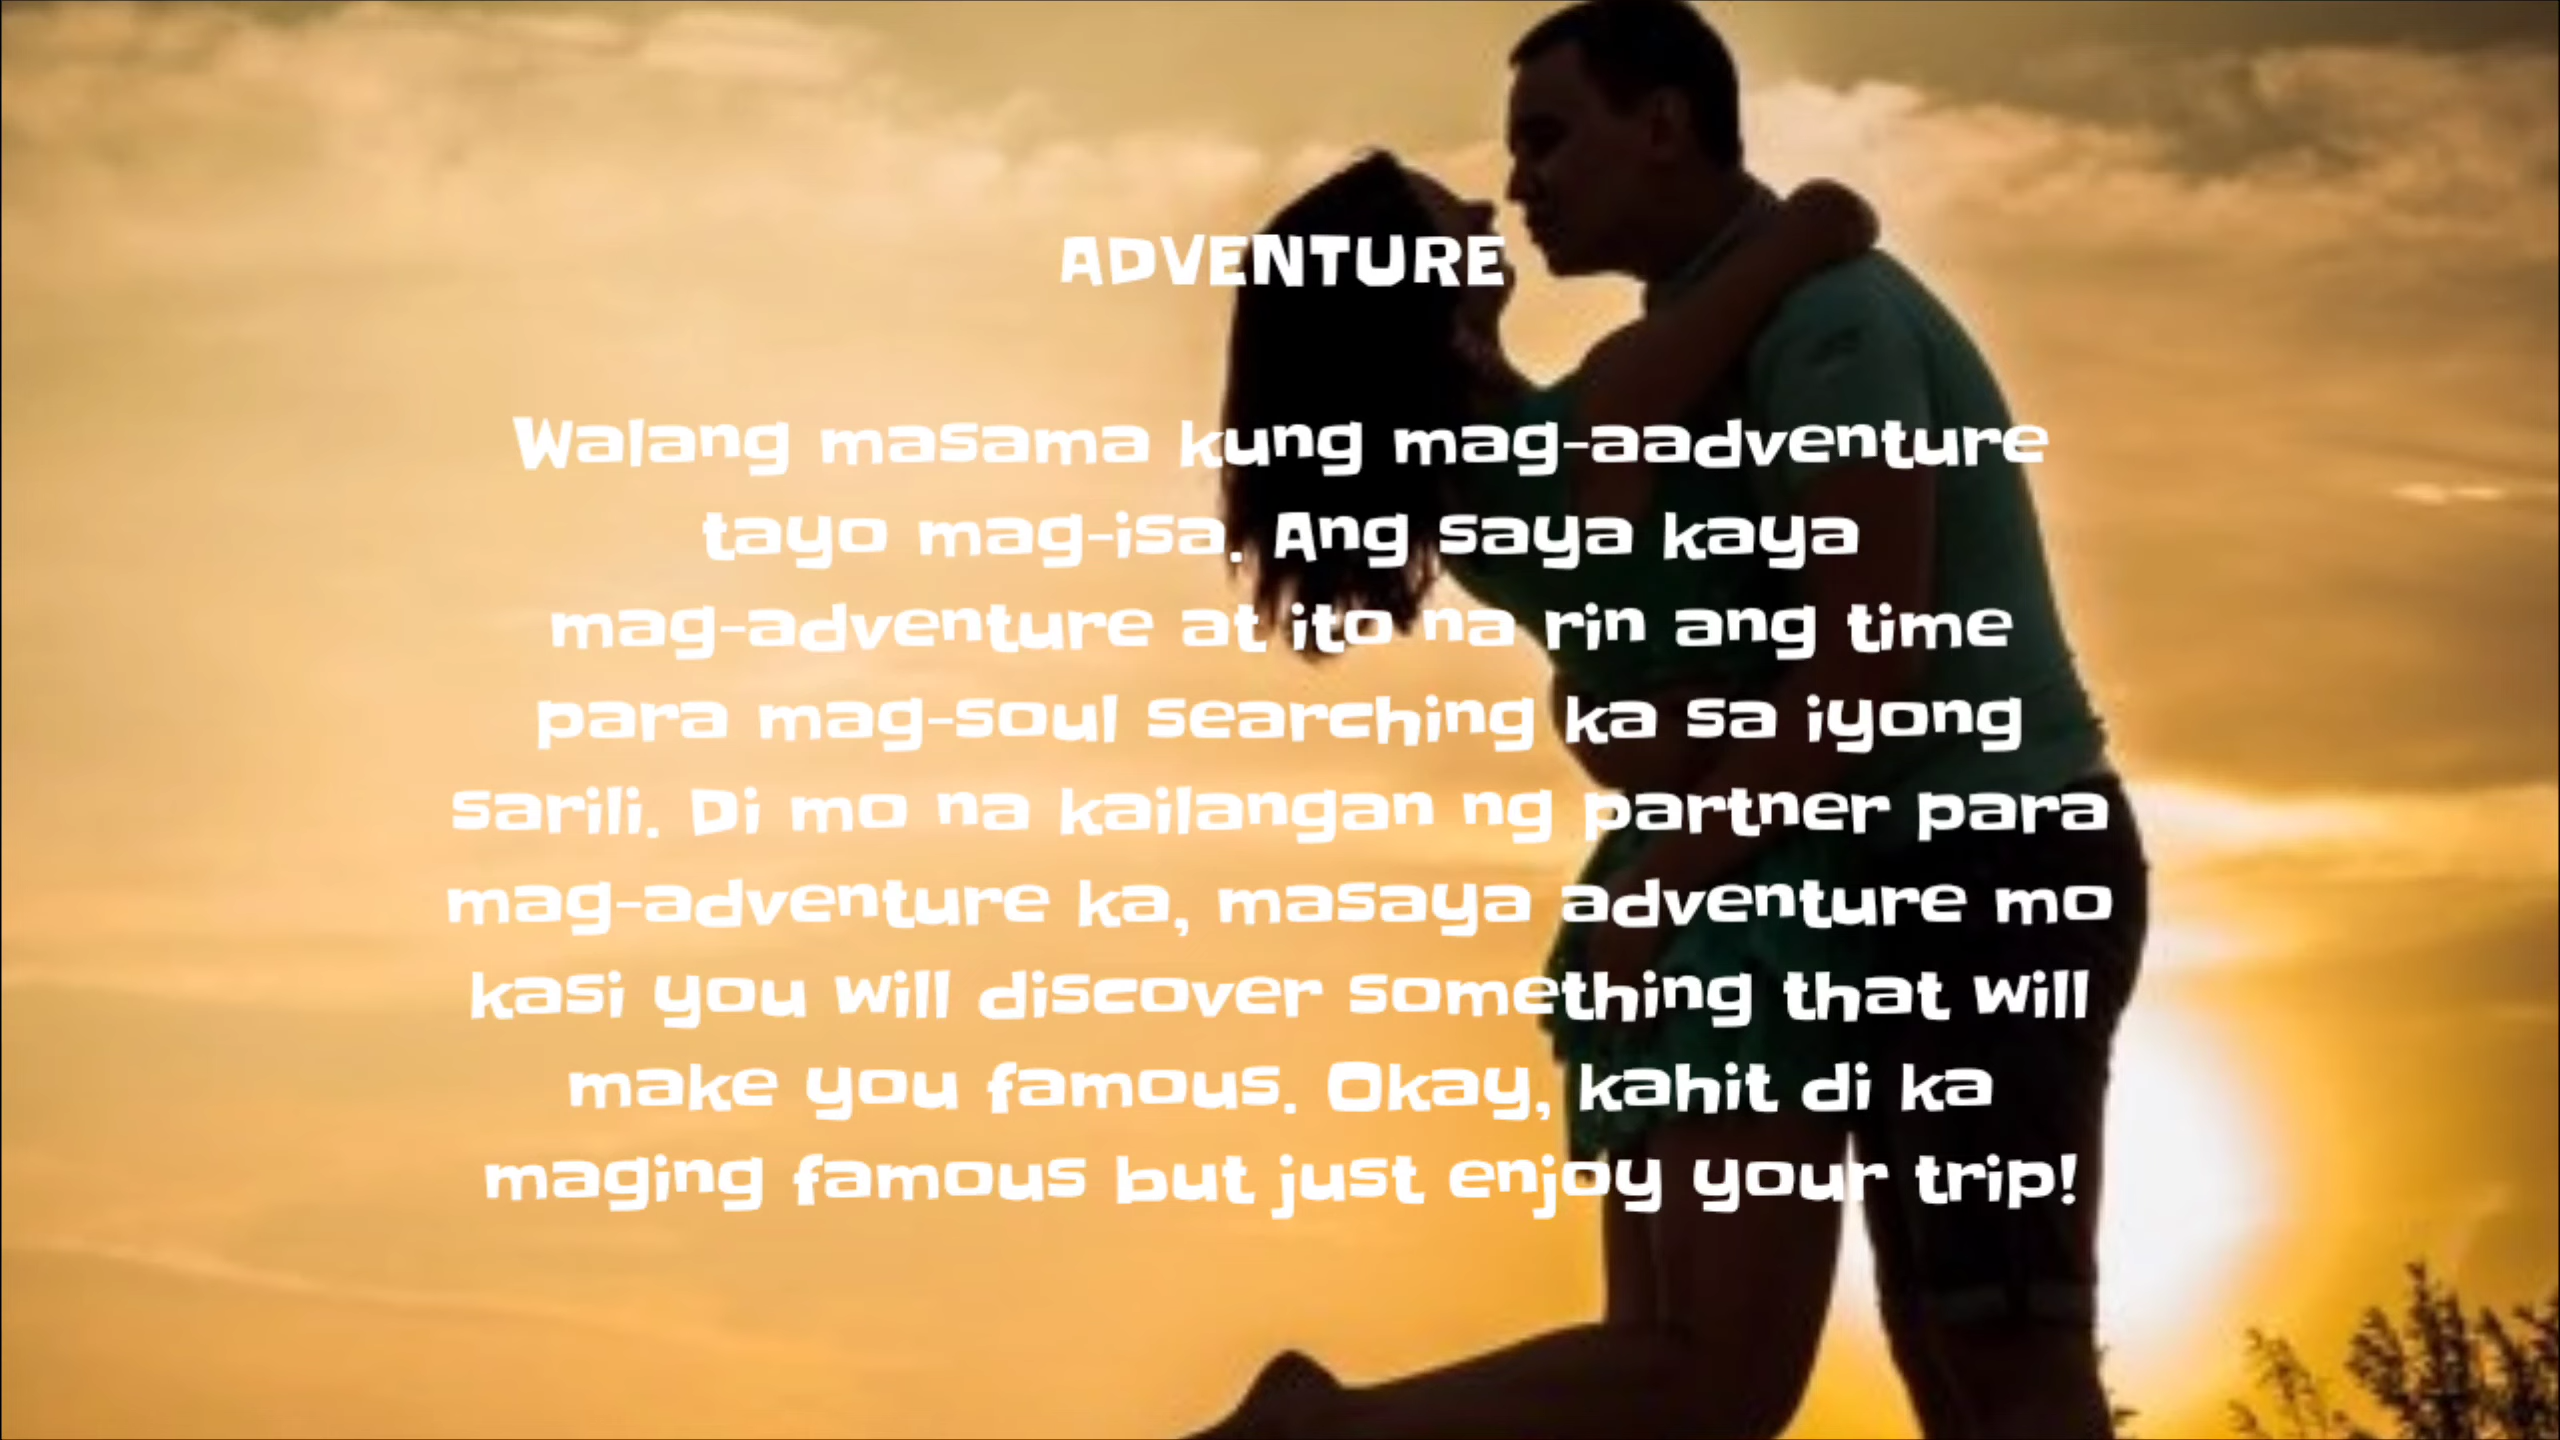 ADVENTURE
Walang masama kung mag-aadventure
tayo mag-isa. Ang saya kaya
mag-adventure at ito na rin ang time
para mag-soul searching ka sa iyong
sarili. Di mo na kailangan ng partner para
mag-adventure ka, masaya adventure mo
kasi you will discover something that will
make you famous. Okay, kahit di ka
maging famous but just enjoy your trip!